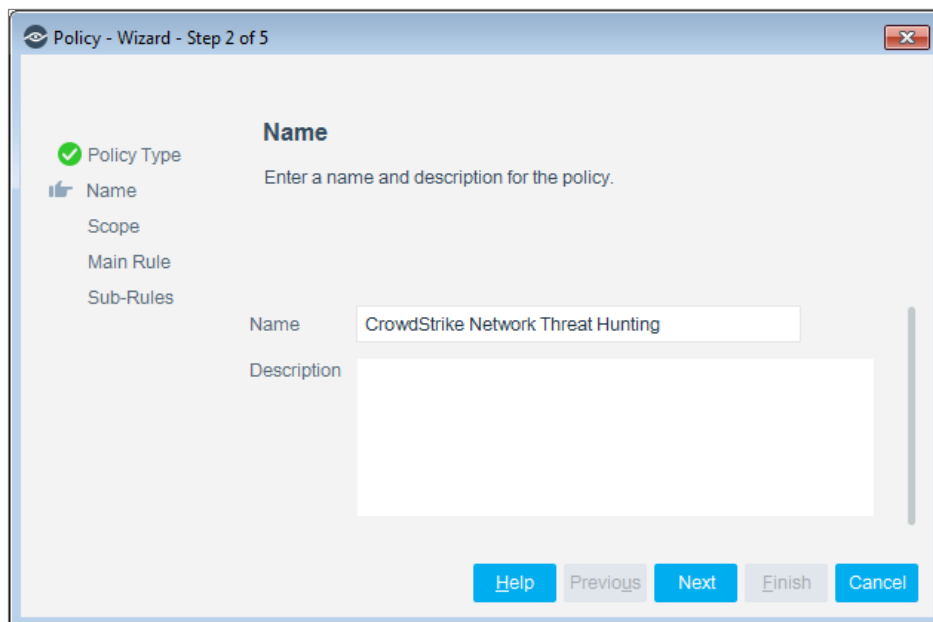 Policy - Wizard - Step 2 of 5
Policy Type
Name
Scope
Main Rule
Sub-Rules
Name
Enter a name and description for the policy.
Name CrowdStrike Network Threat Hunting
Description
Help Previous Next Finish Cancel